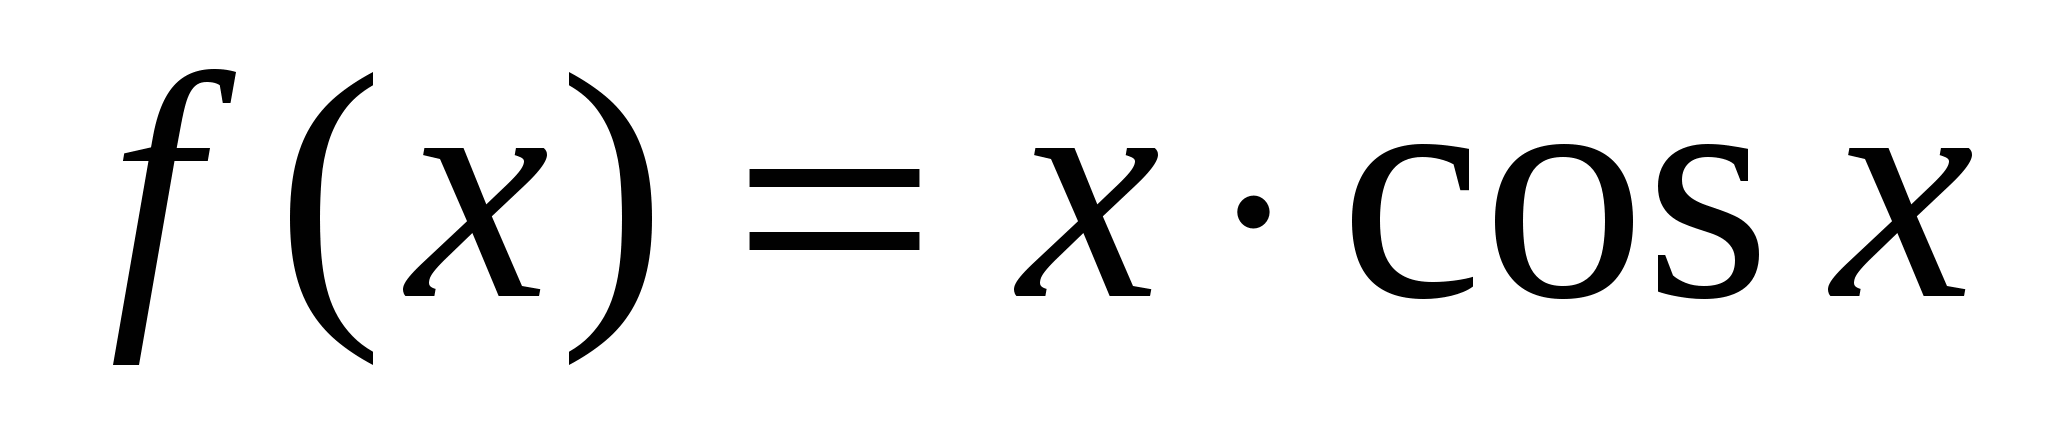 f (x) = x · cos x